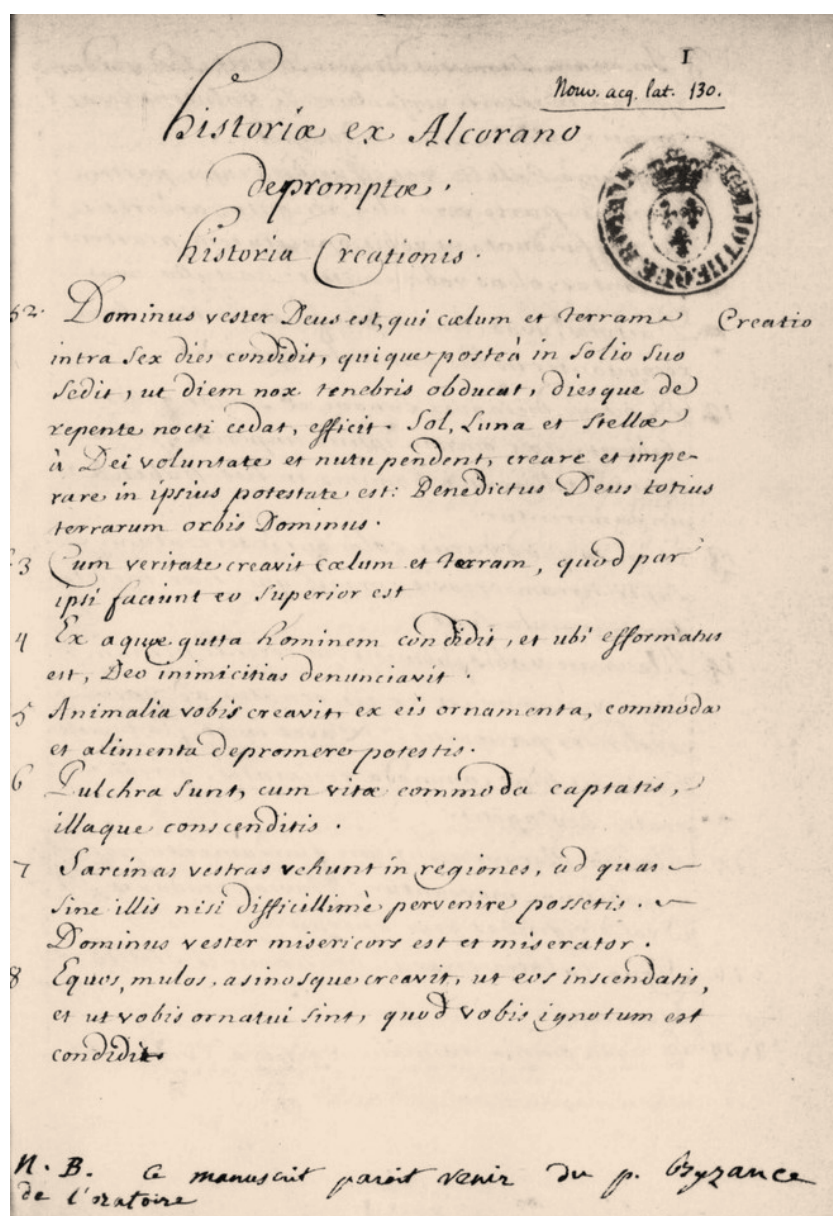 1
Nouv. acq. lat. 130.
historiæ ex Alcorano
depromptæ.
historia Creationis.
BIBLIOTHEQUE ROYALE
52. Dominus vester Deus est, qui cælum et terram Creatio
intra sex dies condidit, quique posteà in solio suo
sedit, ut diem nox tenebris obducat, diesque de
repente nocti cedat, efficit. Sol, Luna et Stellæ
à Dei voluntate et nutu pendent, creare et impe-
rare in ipsius potestate est: Benedictus Deus totius
terrarum orbis Dominus.
3 Cum veritate creavit cælum et terram, quod par
ipsi faciunt eo superior est
4 Ex aquæ gutta hominem condidit, et ubi efformatus
est, Deo inimicitias denunciavit.
5 Animalia vobis creavit, ex eis ornamenta, commoda
et alimenta depromere potestis.
6 Pulchra sunt, cum vitæ commoda captatis,
illaque conscenditis.
7 Sarcinas vestras vehunt in regiones, ad quas
sine illis nisi difficillimè pervenire possetis.
Dominus vester misericors est et miserator.
8 Equos, mulos, asinosque creavit, ut eos inscendatis,
et ut vobis ornatui sint, quod vobis ignotum est
condidit
N. B. Ce manuscrit paroit venir du p. Byzance
de l'oratoire